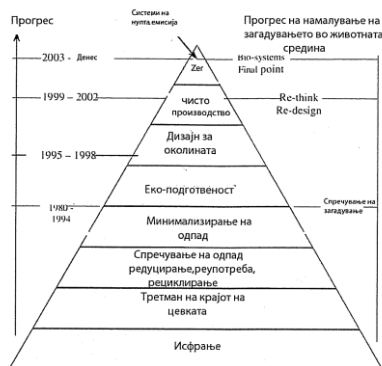 Прогрес
Системи на
нулта емисија
Прогрес на намалување на
загадувањето во животната
средина
2003 - Денес
Zer
Bio-systems
Final point
1999 – 2002
чисто
производство
Re-think
Re-design
Дизајн за
околината
1995 – 1998
Еко-подготвеност
1980-
1994
Спречување на
загадување
Минимализирање на
одпад
Спречување на одпад
редуцирање,реупотреба,
рециклирање
Третман на крајот на
цевката
Исфрање